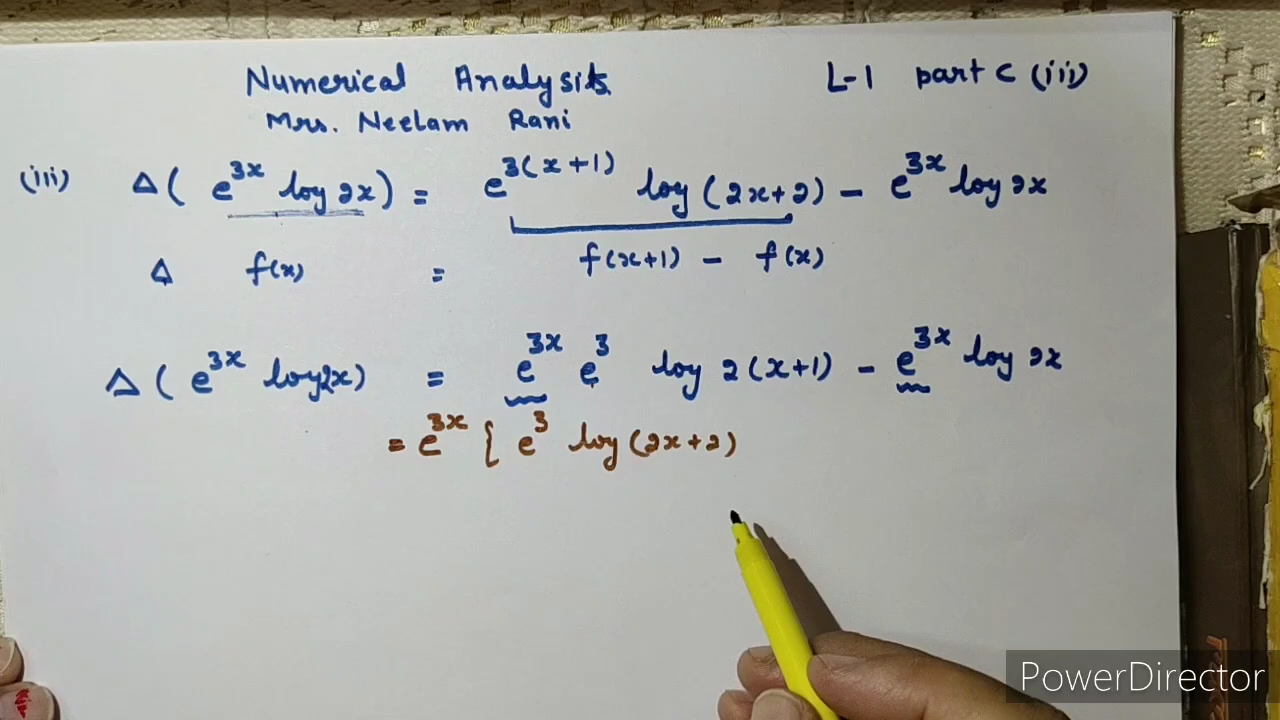 Numerical Analysis L-1 part C (iii)
Mrs. Neelam Rani
(iii) Δ( e^{3x} log 2x) = e^{3(x+1)} log (2x+2) - e^{3x} log 2x
Δ f(x) = f(x+1) - f(x)
Δ ( e^{3x} log 2x) = e^{3x} e^{3} log 2(x+1) - e^{3x} log 2x
= e^{3x} { e^{3} log (2x+2)
PowerDirector